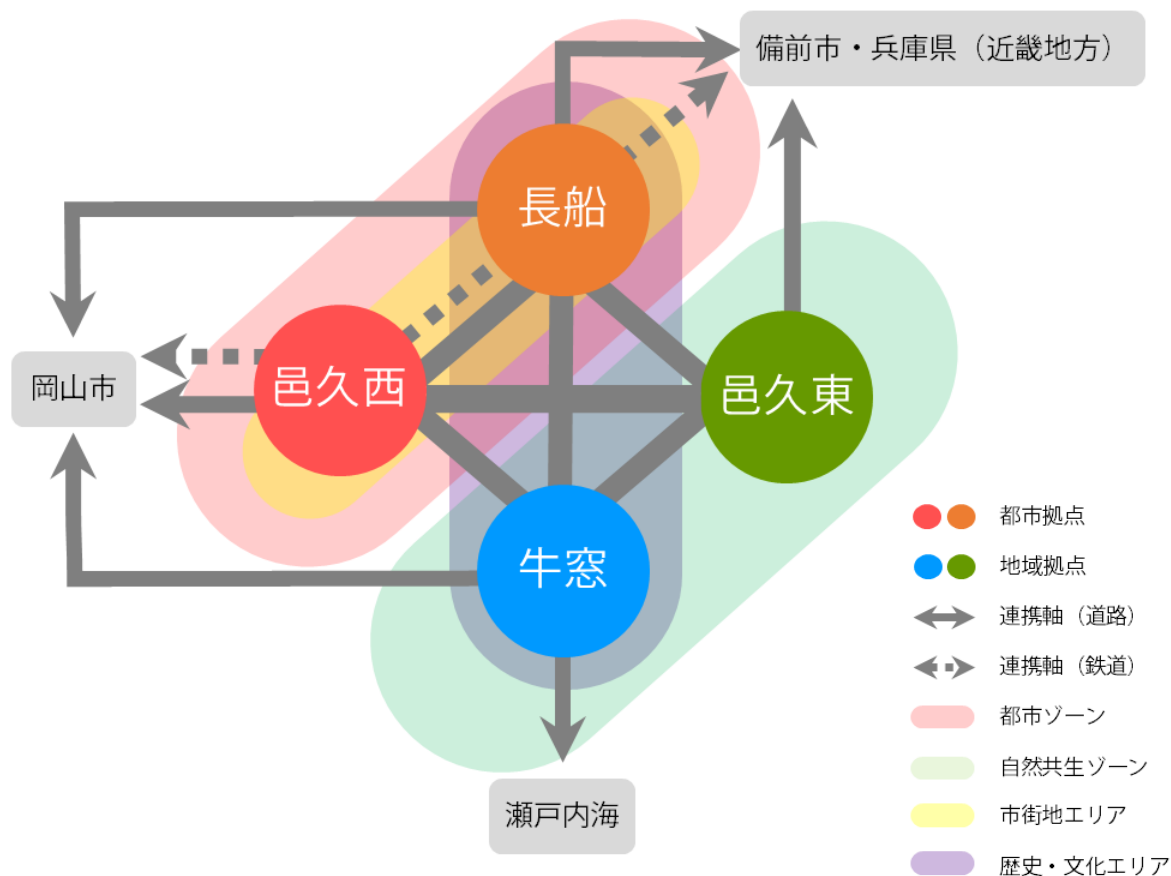 備前市・兵庫県（近畿地方）
長船
岡山市
邑久西
邑久東
牛窓
瀬戸内海
都市拠点
地域拠点
連携軸（道路）
連携軸（鉄道）
都市ゾーン
自然共生ゾーン
市街地エリア
歴史・文化エリア